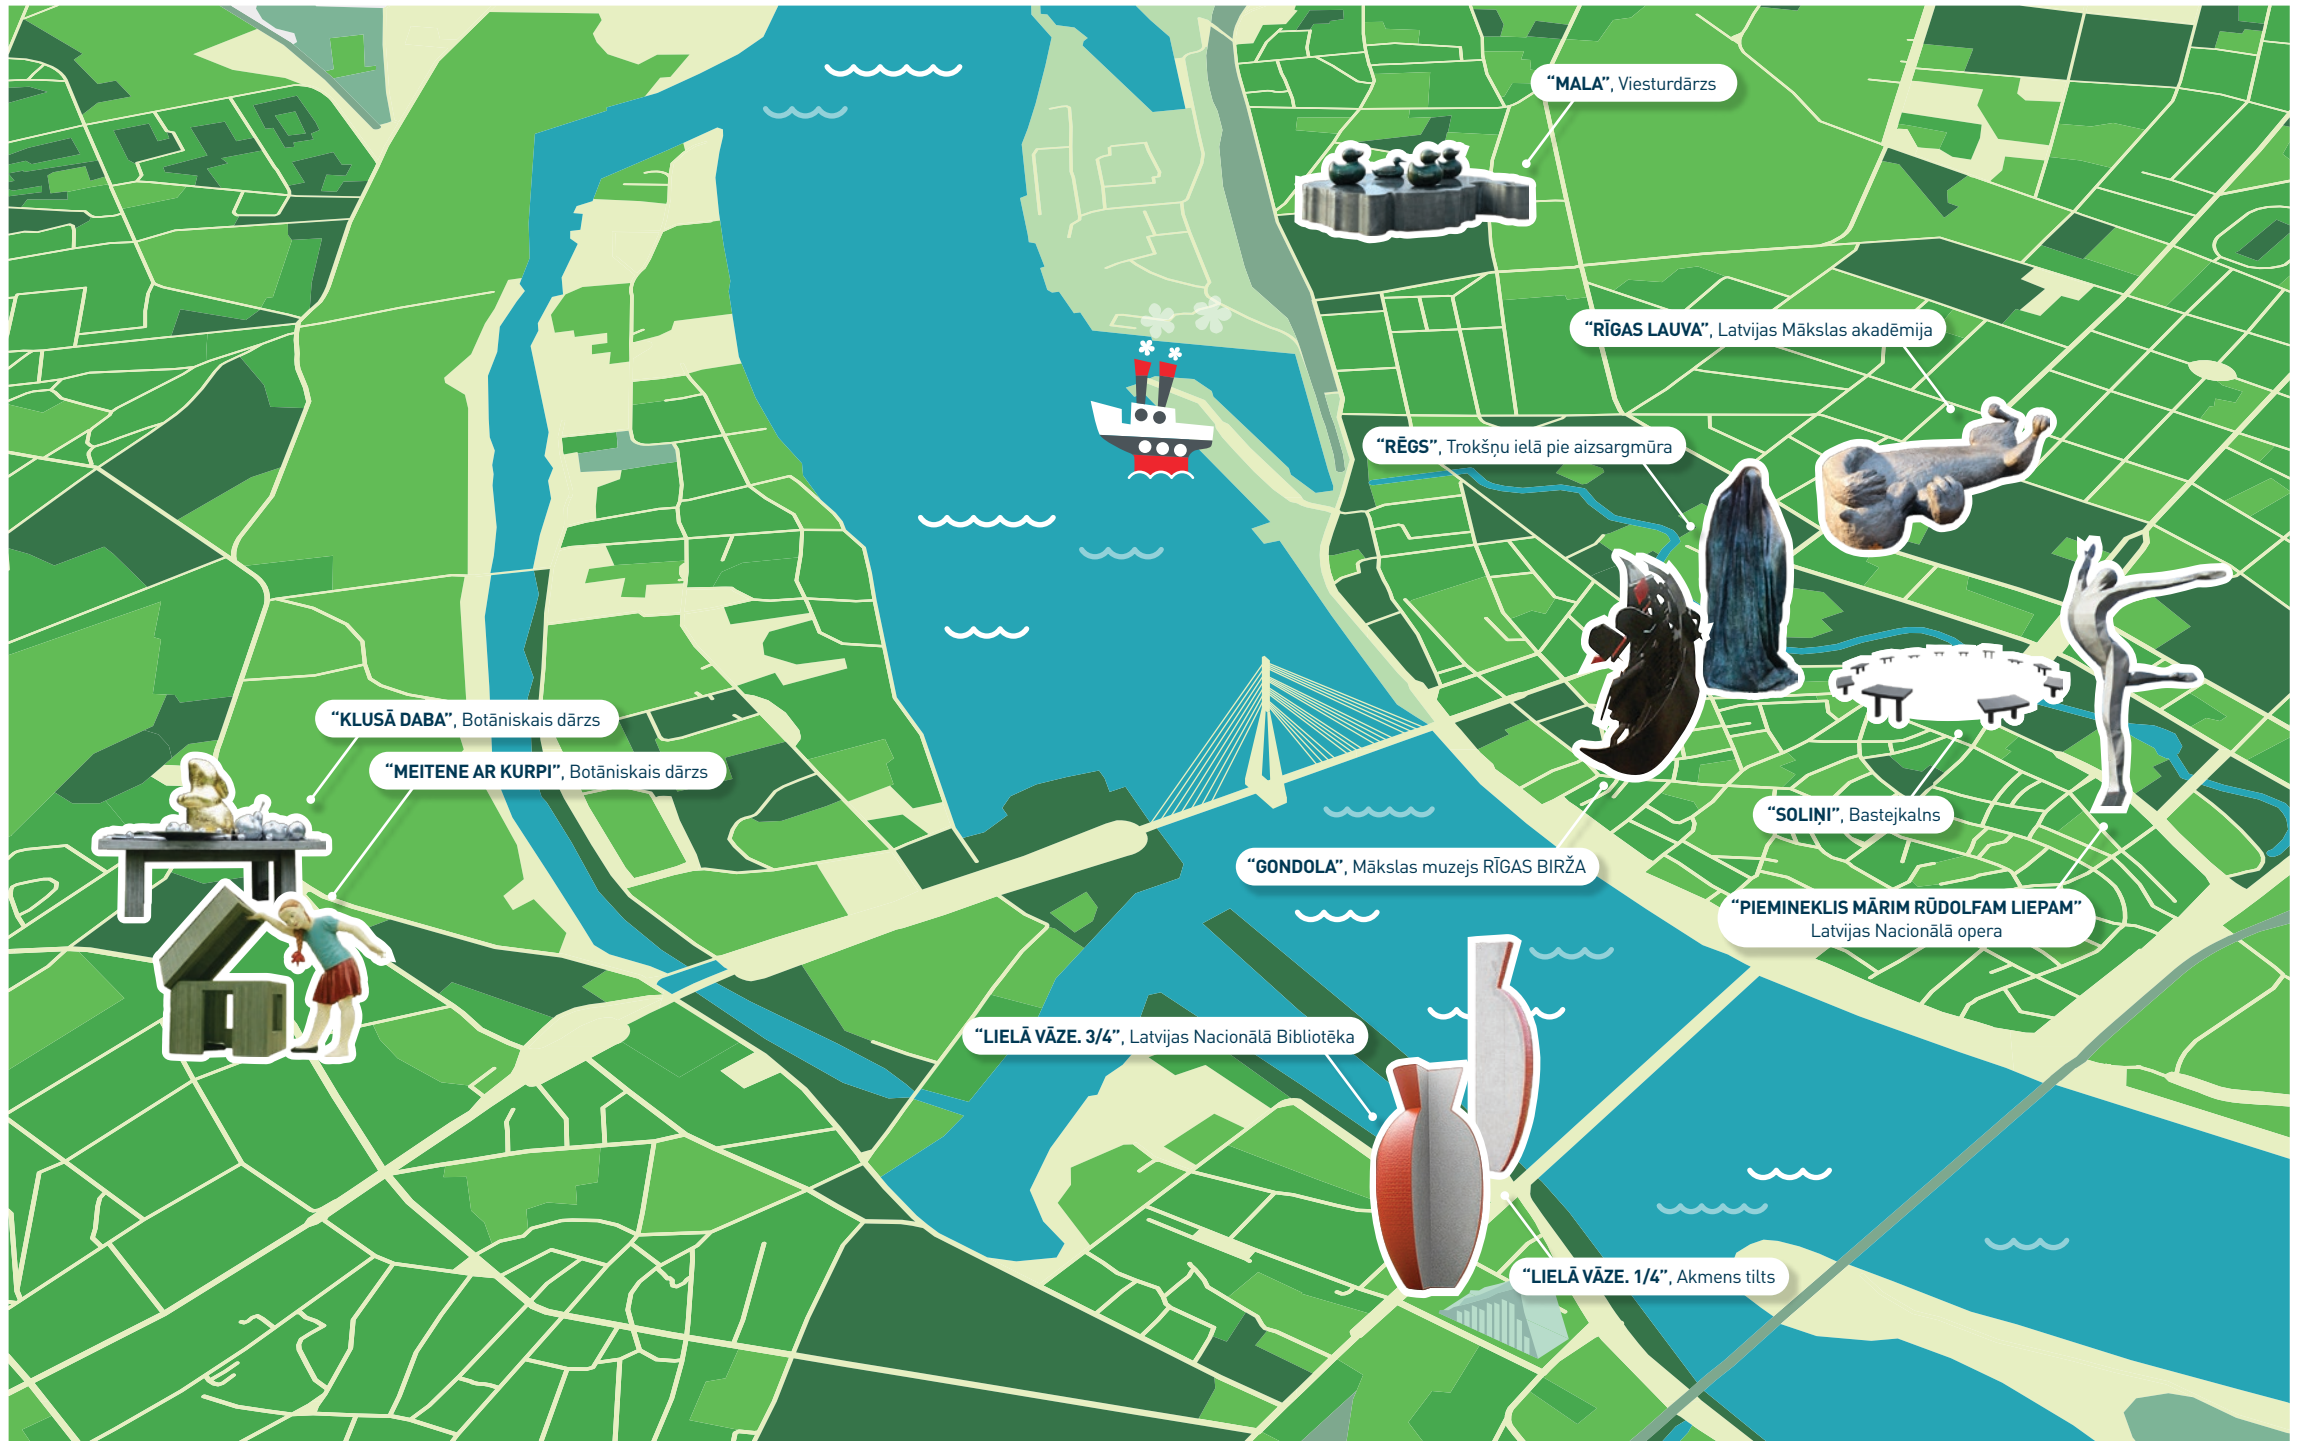 “MALA”, Viesturdārzs
“RĪGAS LAUVA”, Latvijas Mākslas akadēmija
“RĒGS”, Trokšņu ielā pie aizsargmūra
“KLUSĀ DABA”, Botāniskais dārzs
“MEITENE AR KURPI”, Botāniskais dārzs
“SOLIŅI”, Bastejkalns
“GONDOLA”, Mākslas muzejs RĪGAS BIRŽA
“PIEMINEKLIS MĀRIM RŪDOLFAM LIEPAM”
Latvijas Nacionālā opera
“LIELĀ VĀZE. 3/4”, Latvijas Nacionālā Bibliotēka
“LIELĀ VĀZE. 1/4”, Akmens tilts